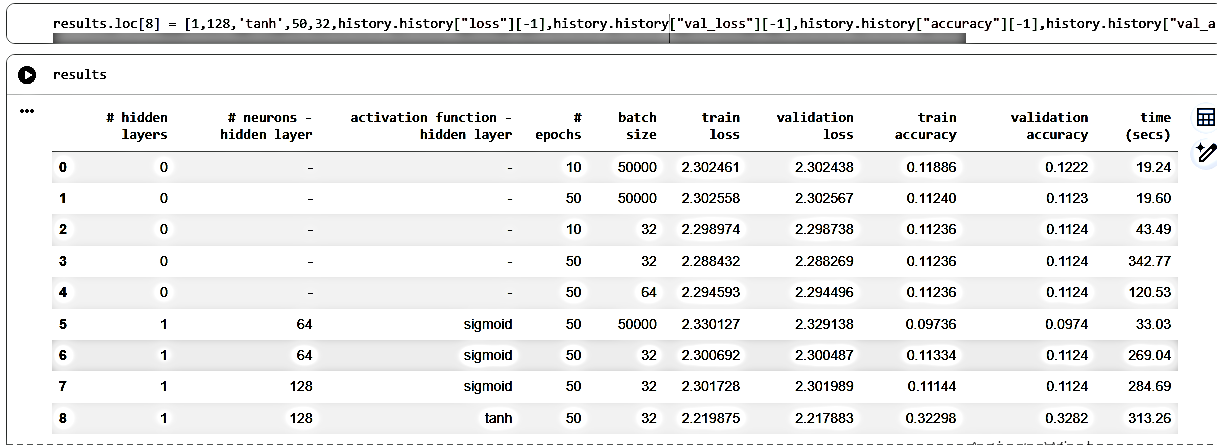 results.loc[8] = [1,128,'tanh',50,32,history.history["loss"][-1],history.history["val_loss"][-1],history.history["accuracy"][-1],history.history["val_a
results
# hidden layers # neurons - hidden layer activation function - hidden layer # epochs batch size train loss validation loss train accuracy validation accuracy time (secs)
0 0 - - 10 50000 2.302461 2.302438 0.11886 0.1222 19.24
1 0 - - 50 50000 2.302558 2.302567 0.11240 0.1123 19.60
2 0 - - 10 32 2.298974 2.298738 0.11236 0.1124 43.49
3 0 - - 50 32 2.288432 2.288269 0.11236 0.1124 342.77
4 0 - - 50 64 2.294593 2.294496 0.11236 0.1124 120.53
5 1 64 sigmoid 50 50000 2.330127 2.329138 0.09736 0.0974 33.03
6 1 64 sigmoid 50 32 2.300692 2.300487 0.11334 0.1124 269.04
7 1 128 sigmoid 50 32 2.301728 2.301989 0.11144 0.1124 284.69
8 1 128 tanh 50 32 2.219875 2.217883 0.32298 0.3282 313.26